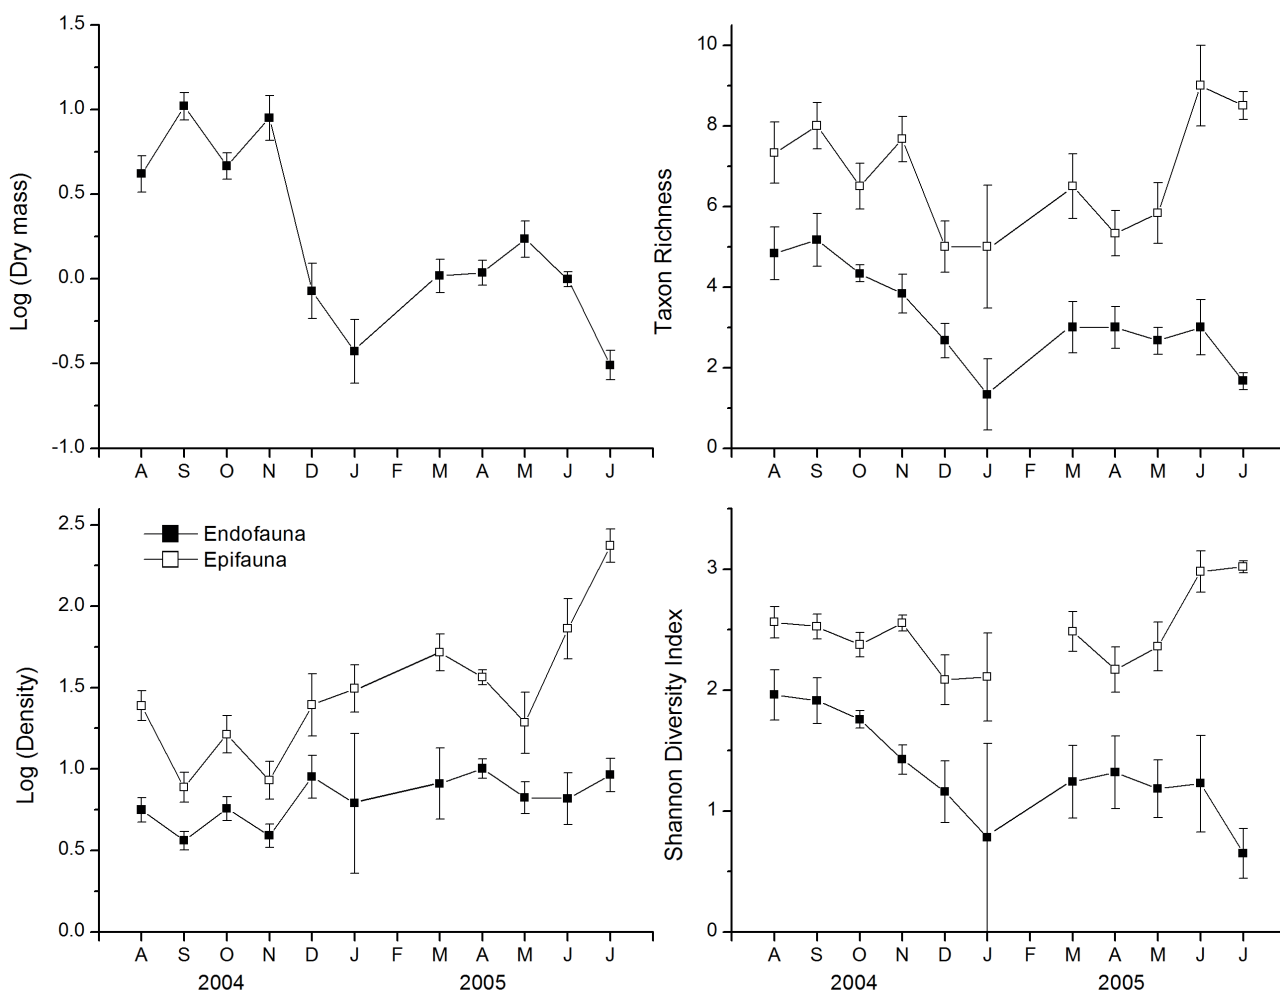 Log (Dry mass)
1.5
1.0
0.5
0.0
-0.5
-1.0
A S O N D J F M A M J J
Taxon Richness
10
8
6
4
2
0
A S O N D J F M A M J J
Log (Density)
2.5
2.0
1.5
1.0
0.5
0.0
Endofauna
Epifauna
A S O N D J F M A M J J
2004 2005
Shannon Diversity Index
3
2
1
0
A S O N D J F M A M J J
2004 2005